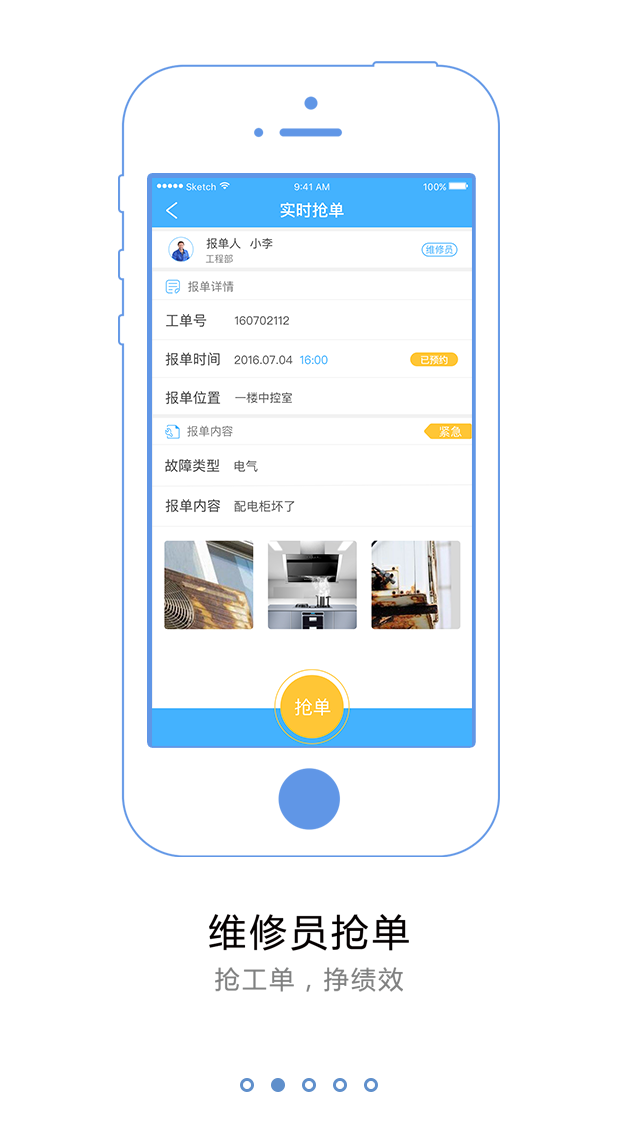 Sketch 9:41 AM 100%
实时抢单
报单人 小李
工程部
维修员
报单详情
工单号 160702112
报单时间 2016.07.04 16:00 已预约
报单位置 一楼中控室
报单内容 紧急
故障类型 电气
报单内容 配电柜坏了
抢单
维修员抢单
抢工单，挣绩效